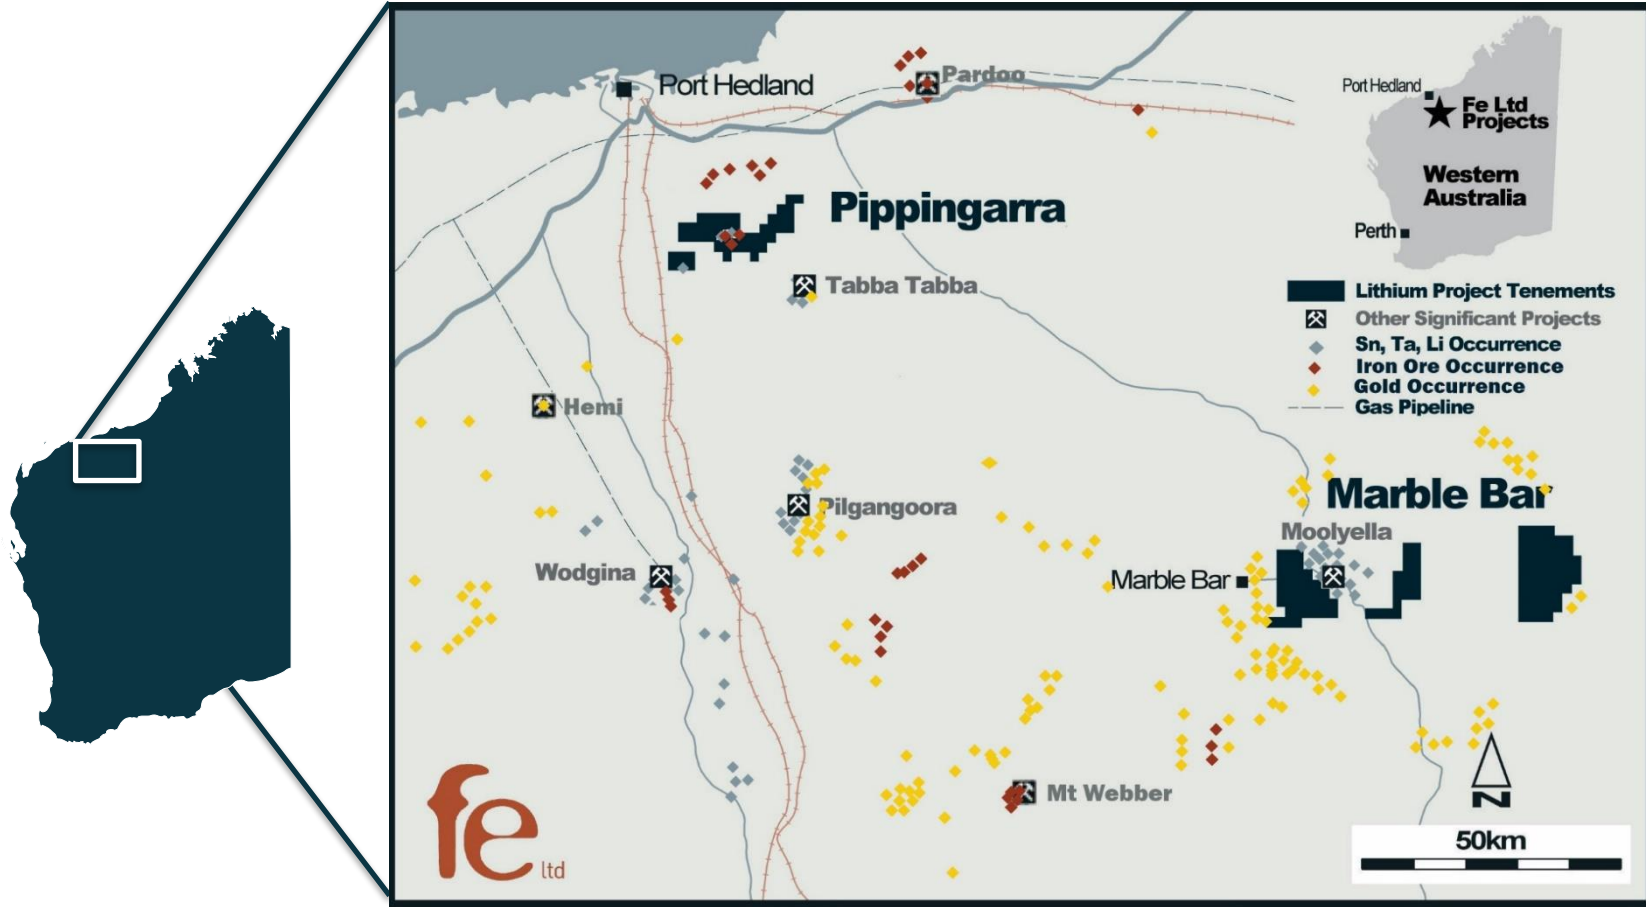 Port Hedland
Pardoo
Port Hedland
Fe Ltd
Projects
Western
Australia
Perth
Pippingarra
Tabba Tabba
Lithium Project Tenements
Other Significant Projects
Sn, Ta, Li Occurrence
Iron Ore Occurrence
Gold Occurrence
Gas Pipeline
Hemi
Marble Bar
Pilgangoora
Moolyella
Wodgina
Marble Bar
Mt Webber
N
50km
fe ltd